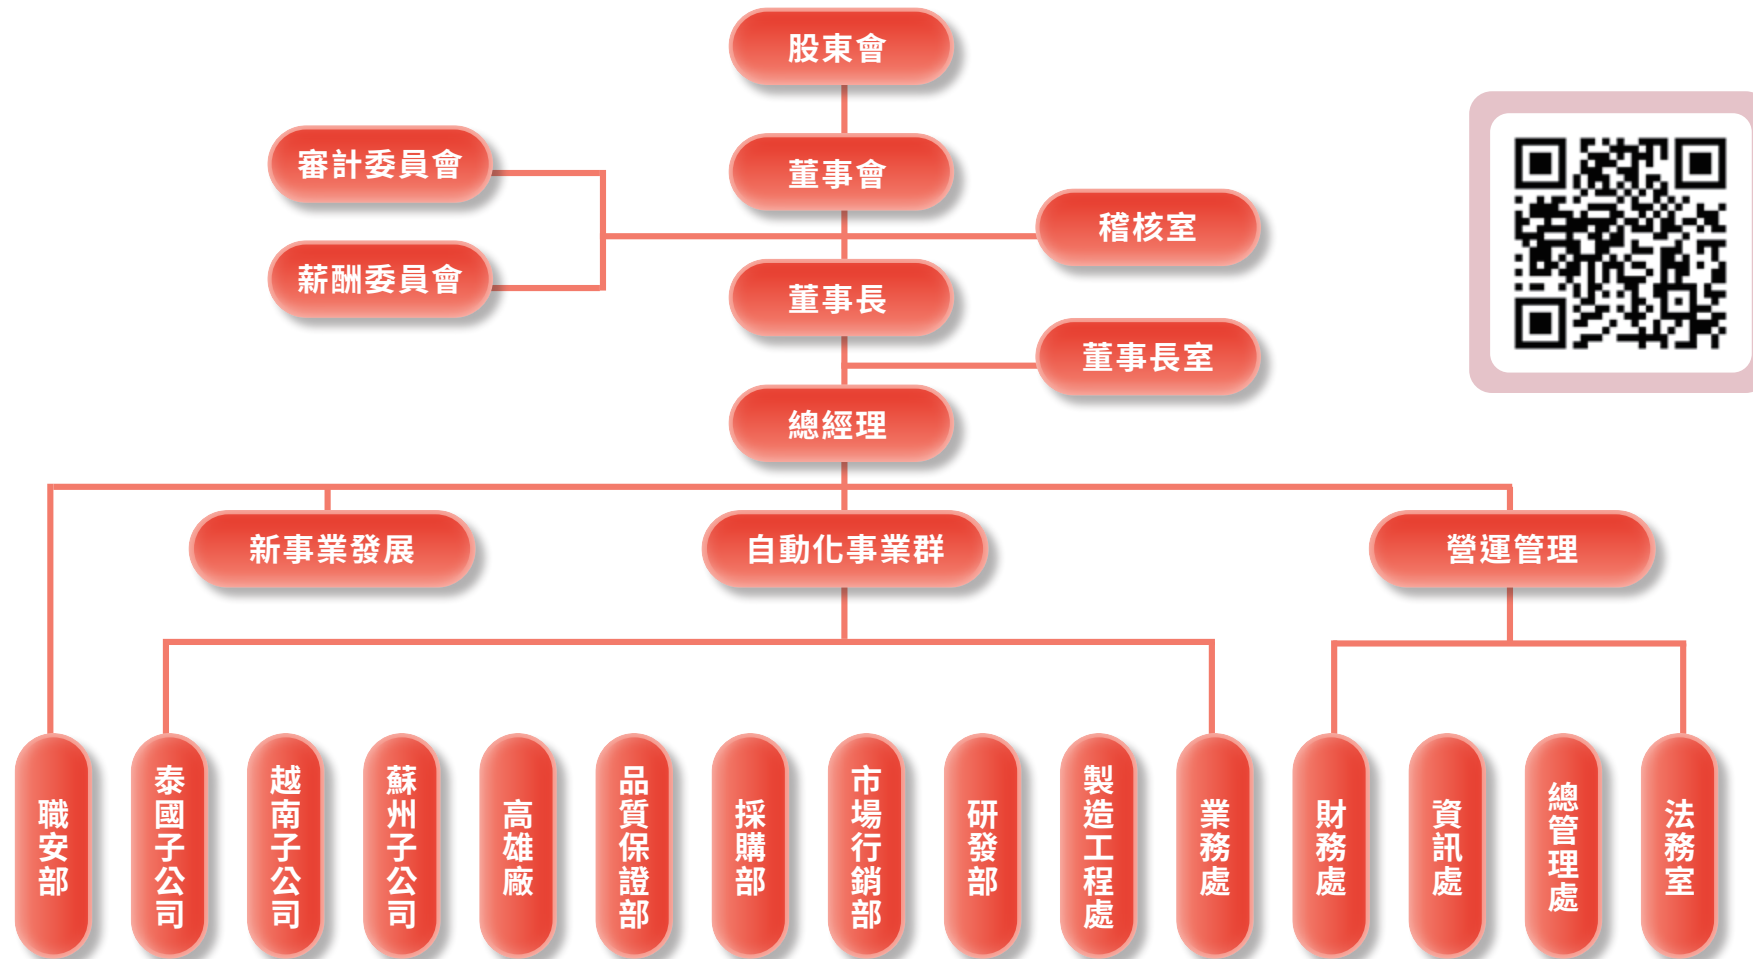 股東會
審計委員會
董事會
稽核室
薪酬委員會
董事長
董事長室
總經理
新事業發展
自動化事業群
營運管理
職安部
泰國子公司
越南子公司
蘇州子公司
高雄廠
品質保證部
採購部
市場行銷部
研發部
製造工程處
業務處
財務處
資訊處
總管理處
法務室